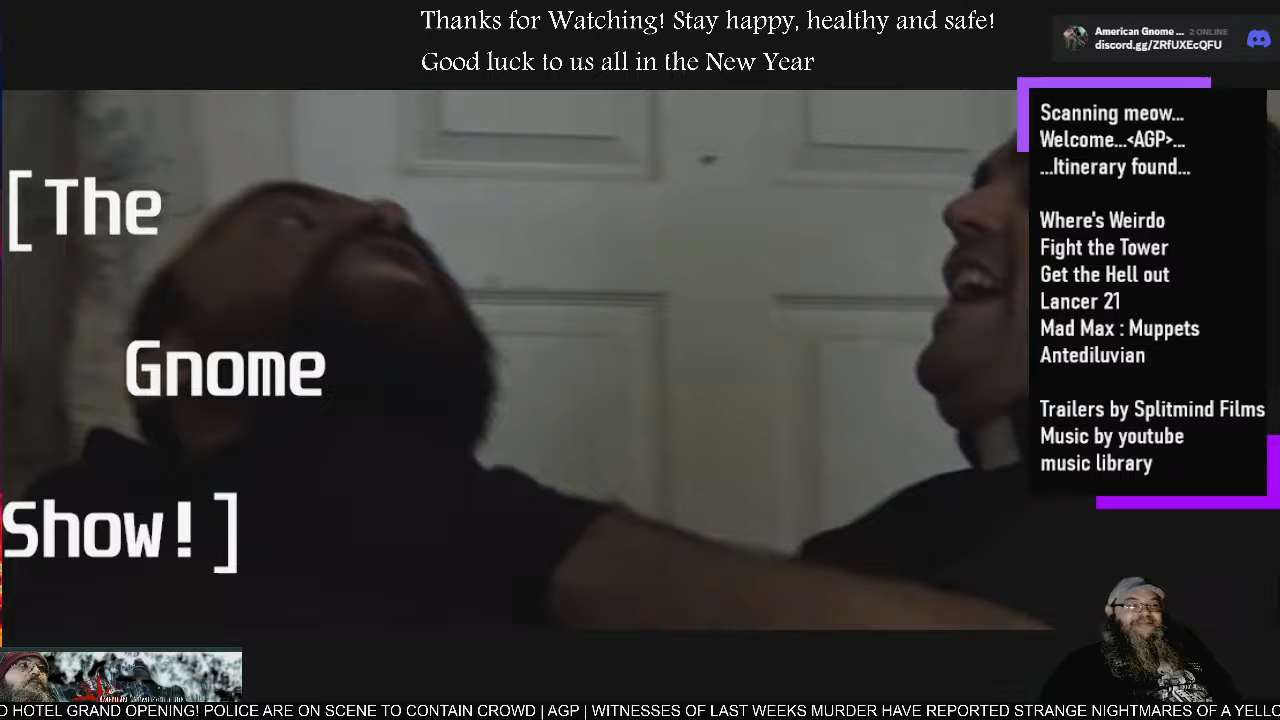 Thanks for Watching! Stay happy, healthy and safe!
Good luck to us all in the New Year
American Gnome ... 2 ONLINE
discord.gg/ZRfUXEcQFU
[The
Gnome
Show!]
Scanning meow...
Welcome...<AGP>...
...Itinerary found...
Where's Weirdo
Fight the Tower
Get the Hell out
Lancer 21
Mad Max : Muppets
Antediluvian
Trailers by Splitmind Films
Music by youtube
music library
D HOTEL GRAND OPENING! POLICE ARE ON SCENE TO CONTAIN CROWD | AGP | WITNESSES OF LAST WEEKS MURDER HAVE REPORTED STRANGE NIGHTMARES OF A YELLO